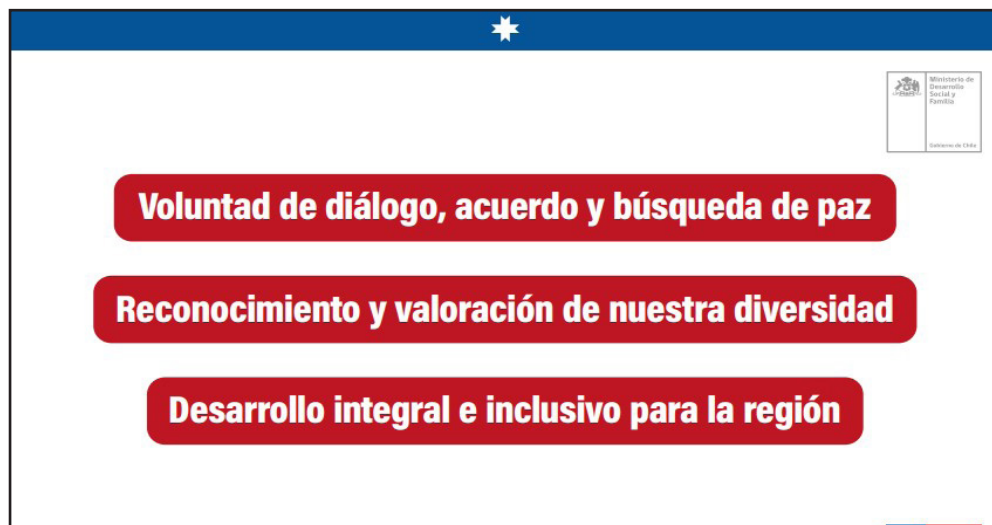 Ministerio de
Desarrollo
Social y
Familia
Gobierno de Chile
Voluntad de diálogo, acuerdo y búsqueda de paz
Reconocimiento y valoración de nuestra diversidad
Desarrollo integral e inclusivo para la región